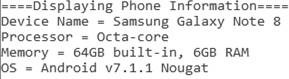 ====Displaying Phone Information====
Device Name = Samsung Galaxy Note 8
Processor = Octa-core
Memory = 64GB built-in, 6GB RAM
OS = Android v7.1.1 Nougat